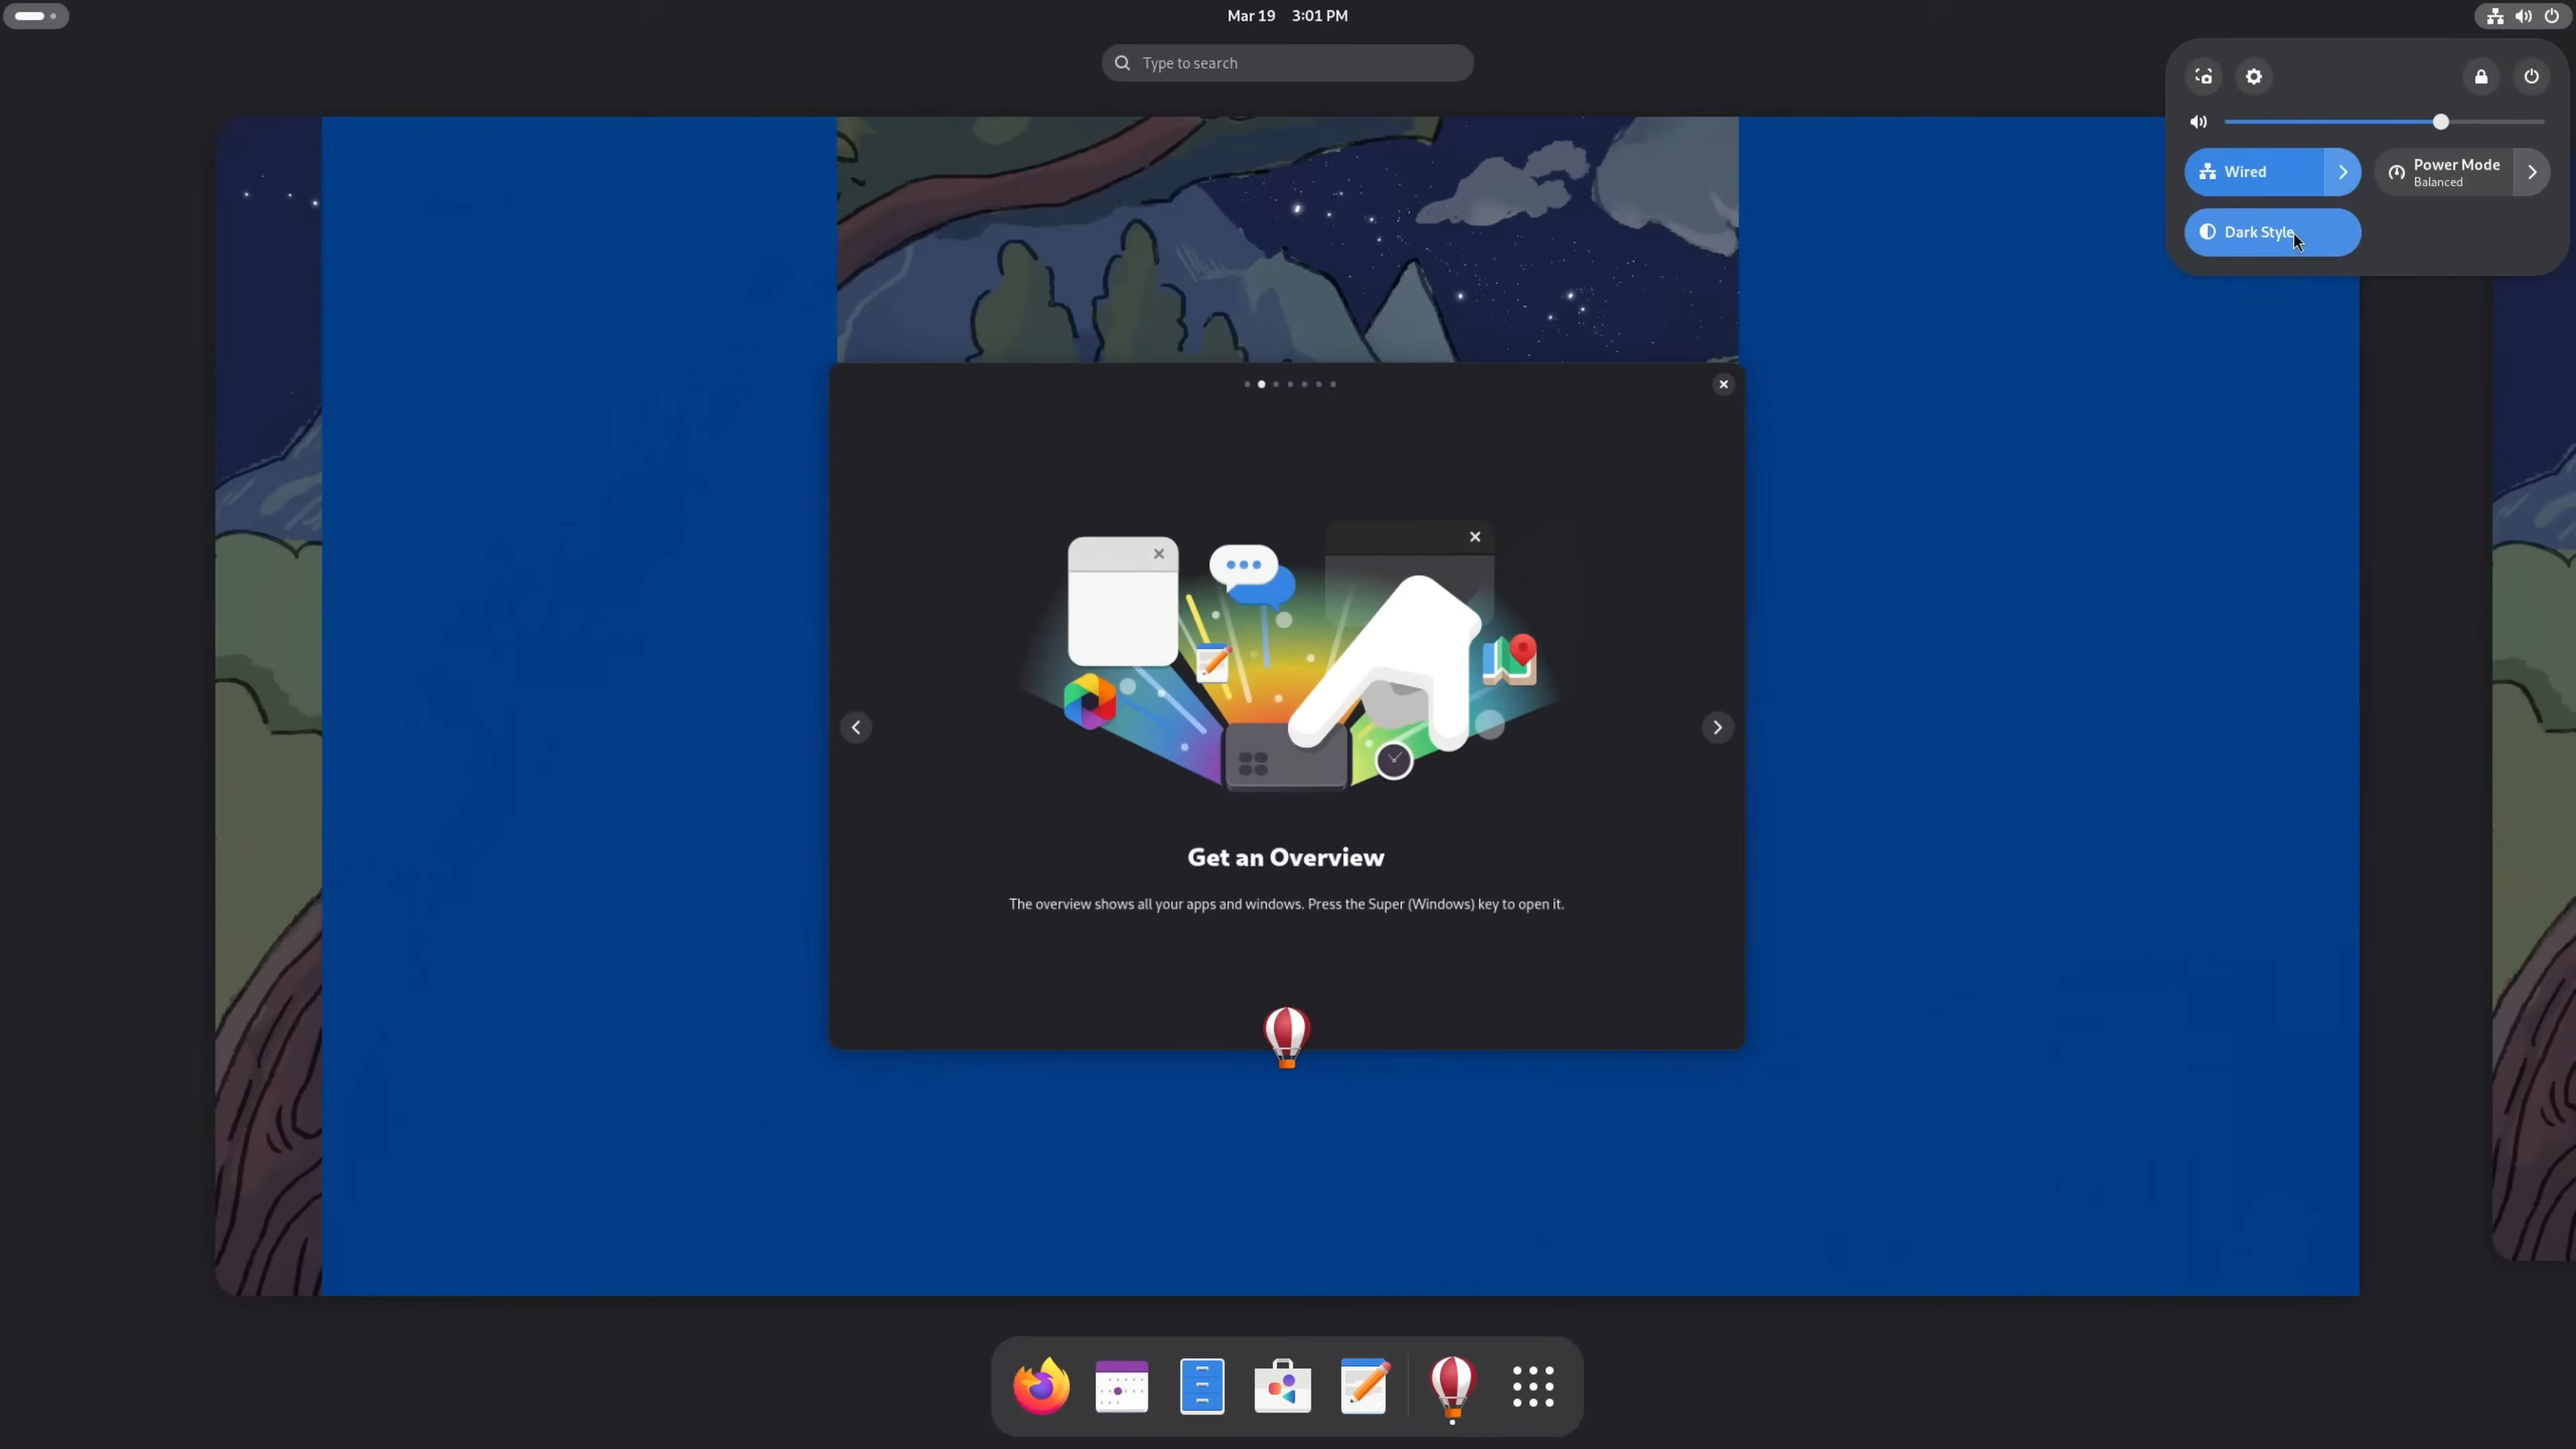 Mar 19 3:01 PM
Type to search
Wired
Power Mode
Balanced
Dark Style
Get an Overview
The overview shows all your apps and windows. Press the Super (Windows) key to open it.